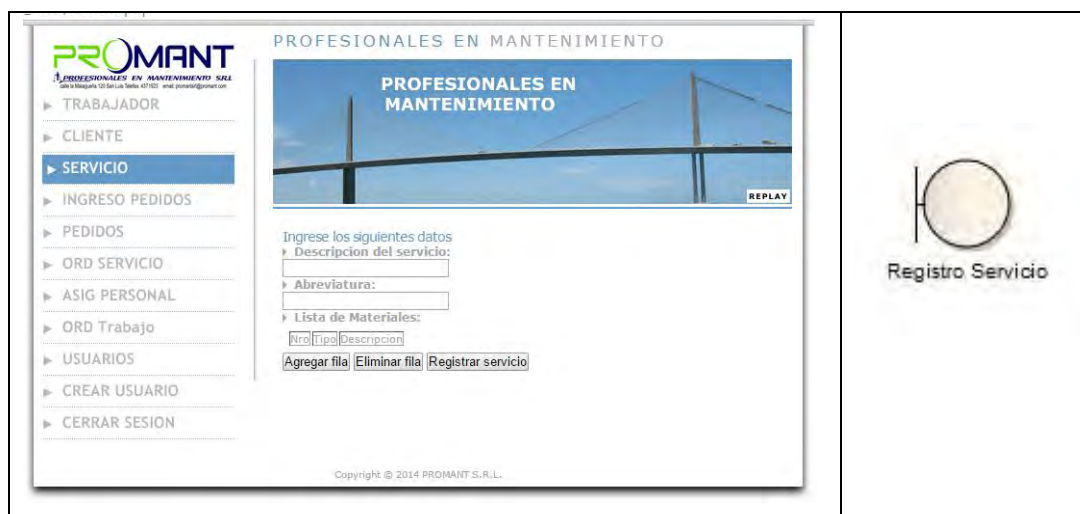 PROMANT
PROFESIONALES EN MANTENIMIENTO SRL
TRABAJADOR
CLIENTE
SERVICIO
INGRESO PEDIDOS
PEDIDOS
ORD SERVICIO
ASIG PERSONAL
ORD Trabajo
USUARIOS
CREAR USUARIO
CERRAR SESION
PROFESIONALES EN MANTENIMIENTO
PROFESIONALES EN
MANTENIMIENTO
REPLAY
Ingrese los siguientes datos
Descripcion del servicio:
Abreviatura:
Lista de Materiales:
Nro Tipo Descripcion
Agregar fila Eliminar fila Registrar servicio
Copyright © 2014 PROMANT S.R.L.
Registro Servicio